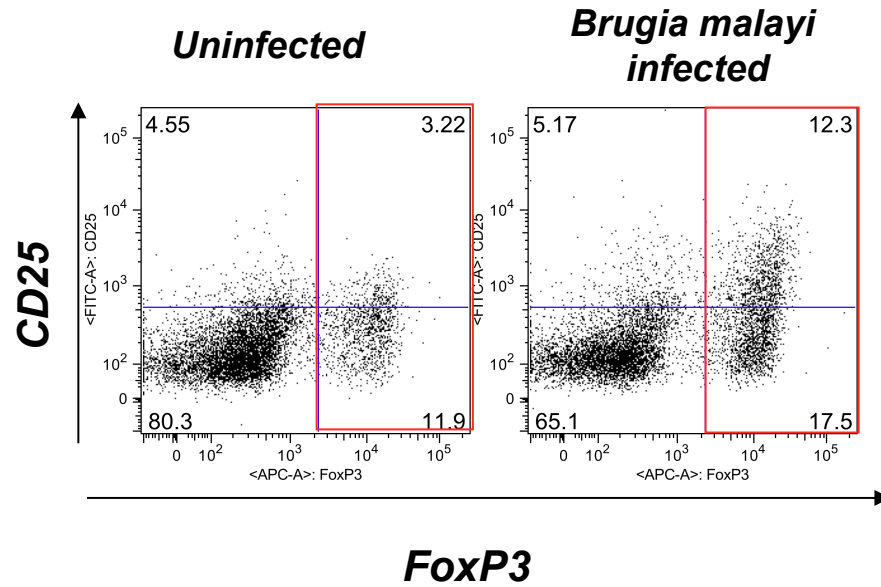 Uninfected
Brugia malayi
infected
4.55
3.22
5.17
12.3
10^5
10^4
10^3
10^2
0
<FITC-A>: CD25
10^5
10^4
10^3
10^2
0
<FITC-A>: CD25
CD25
80.3
11.9
65.1
17.5
0 10^2 10^3 10^4 10^5
0 10^2 10^3 10^4 10^5
<APC-A>: FoxP3
<APC-A>: FoxP3
FoxP3